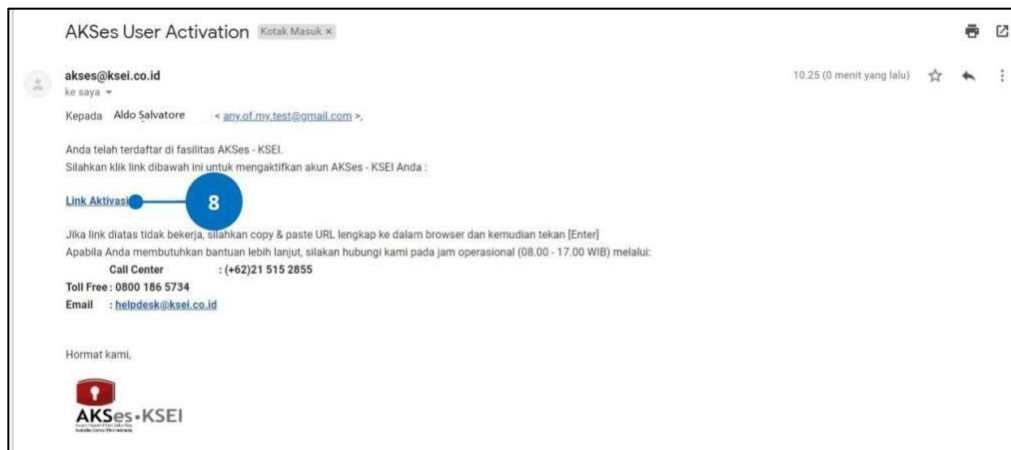 AKSes User Activation Kotak Masuk ×
akses@ksei.co.id 10.25 (0 menit yang lalu)
ke saya
Kepada Aldo Salvatore < any.of.my.test@gmail.com >,
Anda telah terdaftar di fasilitas AKSes - KSEI.
Silahkan klik link dibawah ini untuk mengaktifkan akun AKSes - KSEI Anda :
Link Aktivasi 8
Jika link diatas tidak bekerja, silahkan copy & paste URL lengkap ke dalam browser dan kemudian tekan [Enter]
Apabila Anda membutuhkan bantuan lebih lanjut, silakan hubungi kami pada jam operasional (08.00 - 17.00 WIB) melalui:
Call Center : (+62)21 515 2855
Toll Free : 0800 186 5734
Email : helpdesk@ksei.co.id
Hormat kami,
AKSes•KSEI